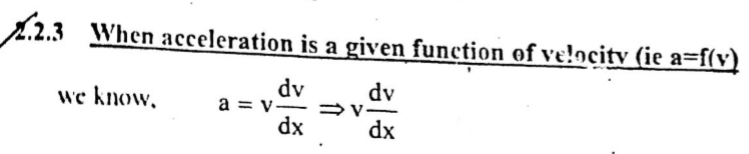 2.2.3 When acceleration is a given function of velocity (ie a=f(v)
we know, a = v dv/dx ⇒ v dv/dx